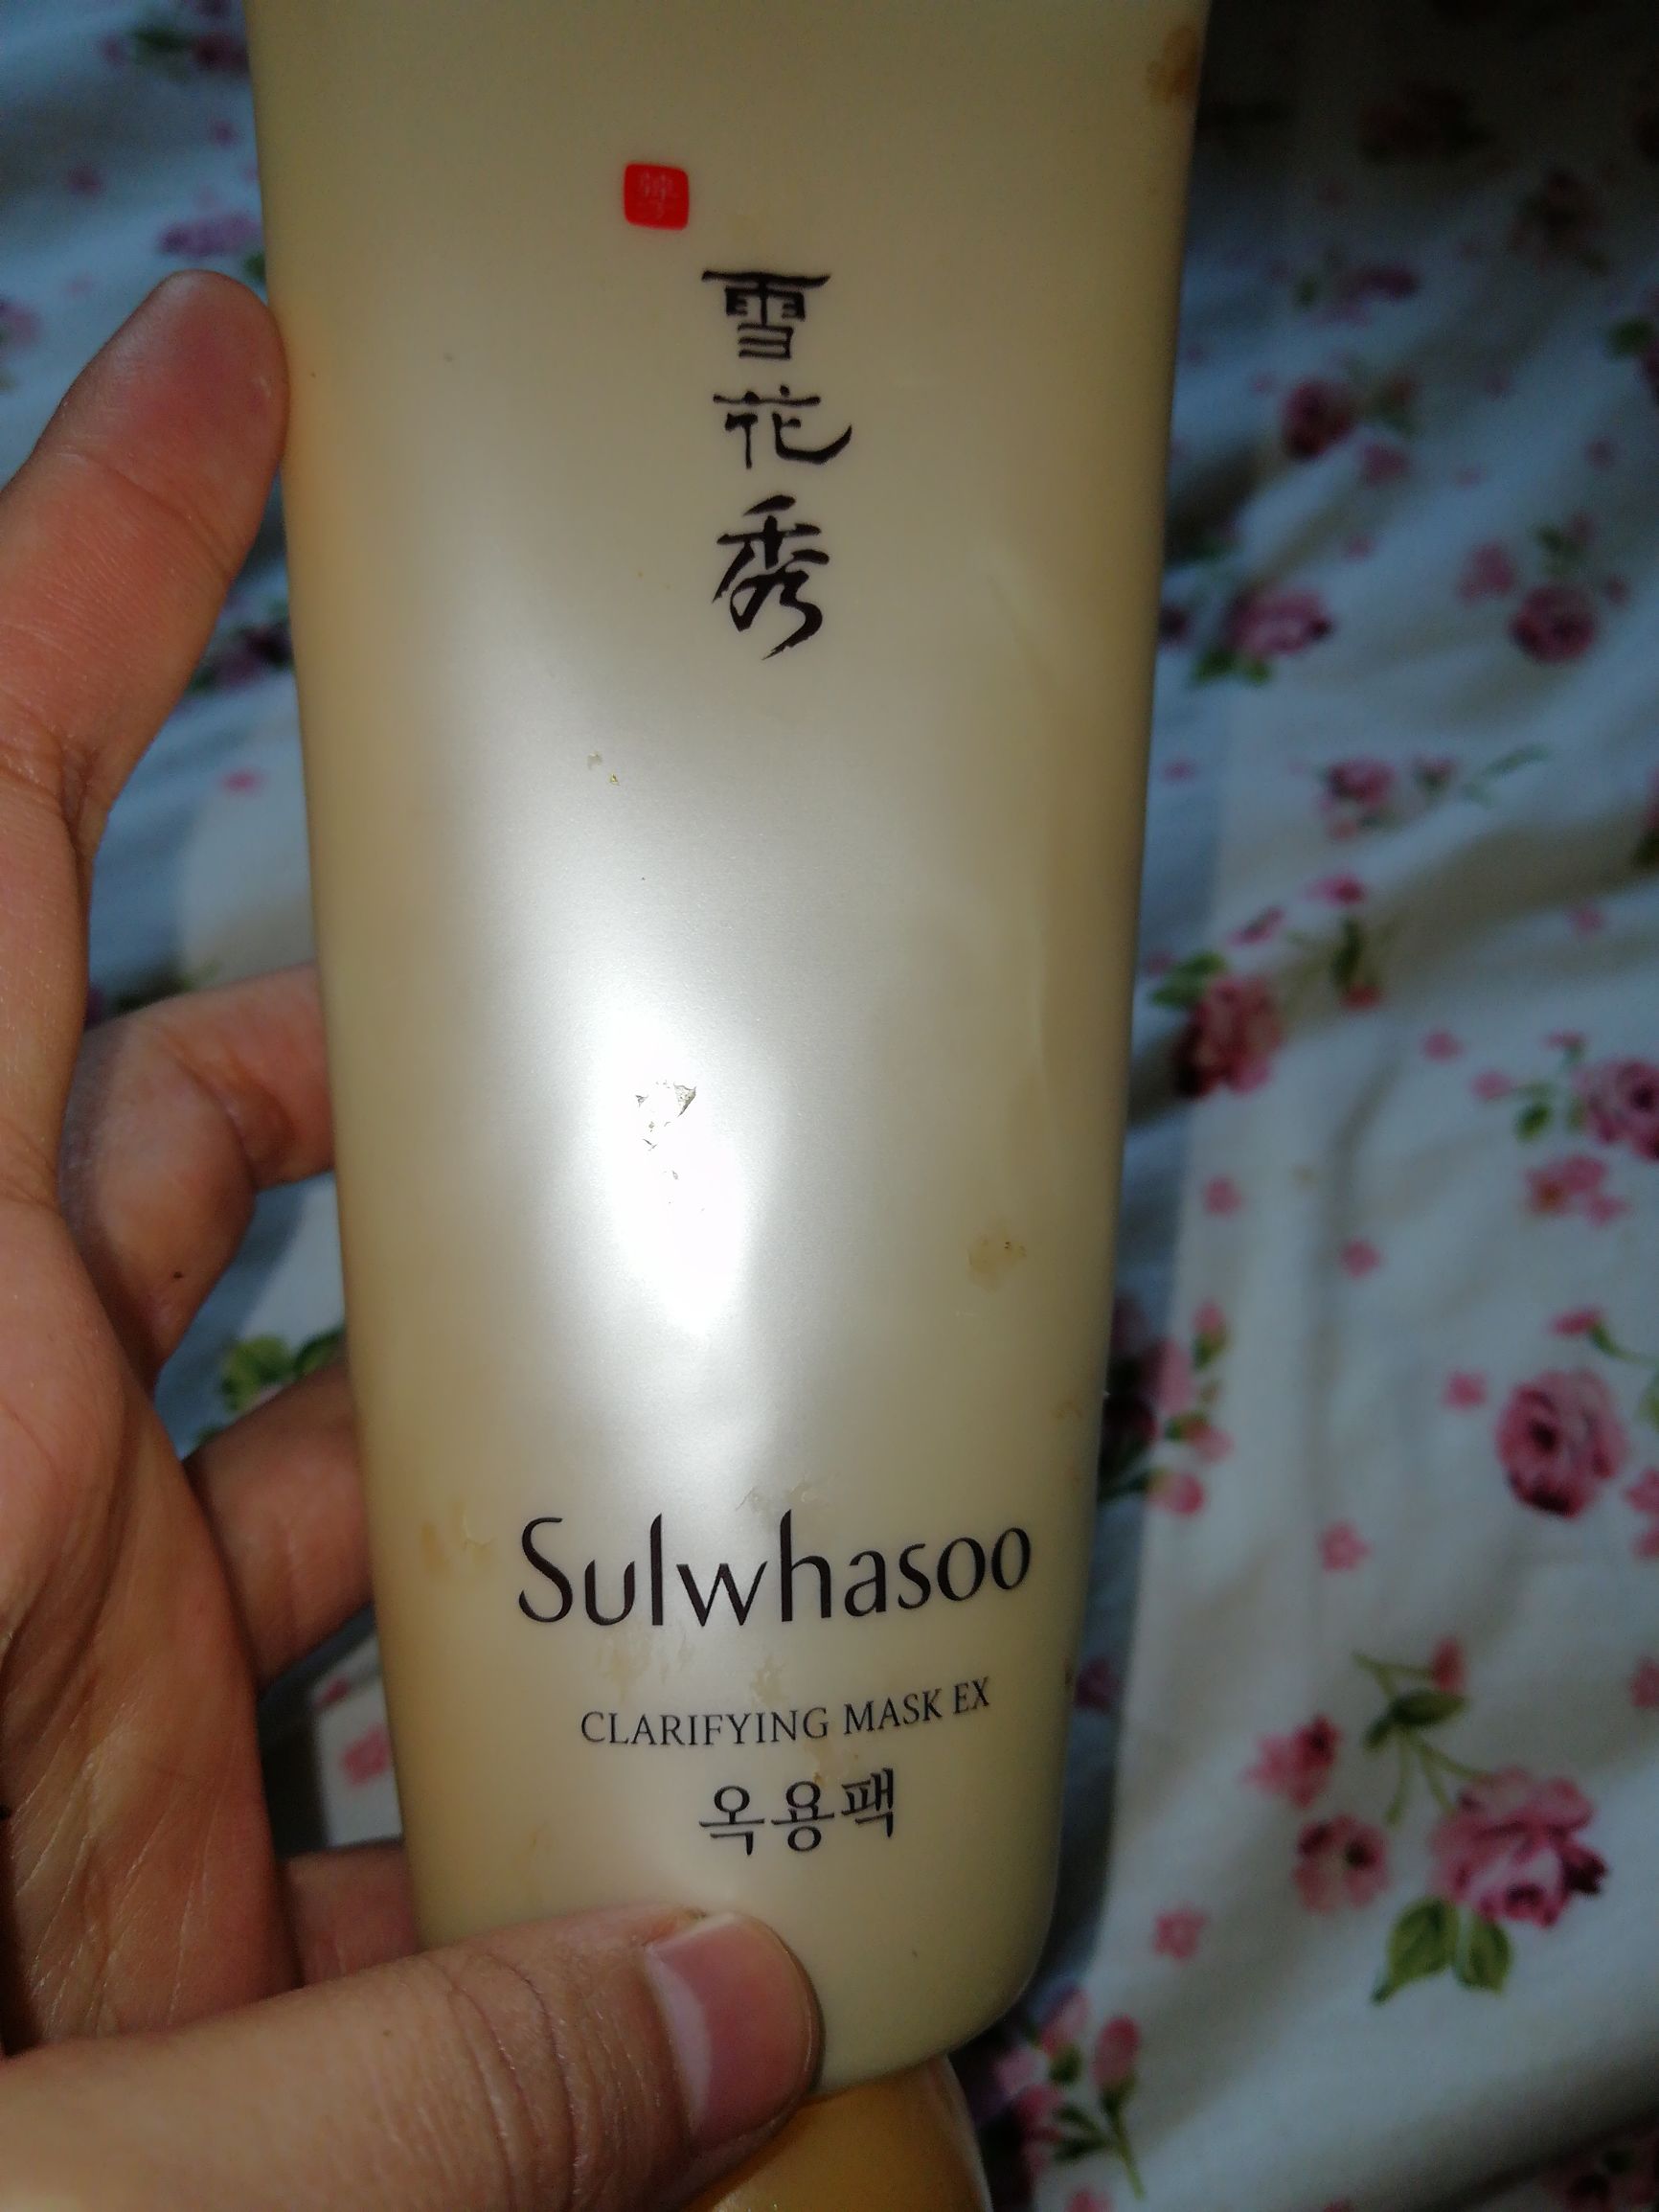 雪
花
秀
Sulwhasoo
CLARIFYING MASK EX
옥용팩